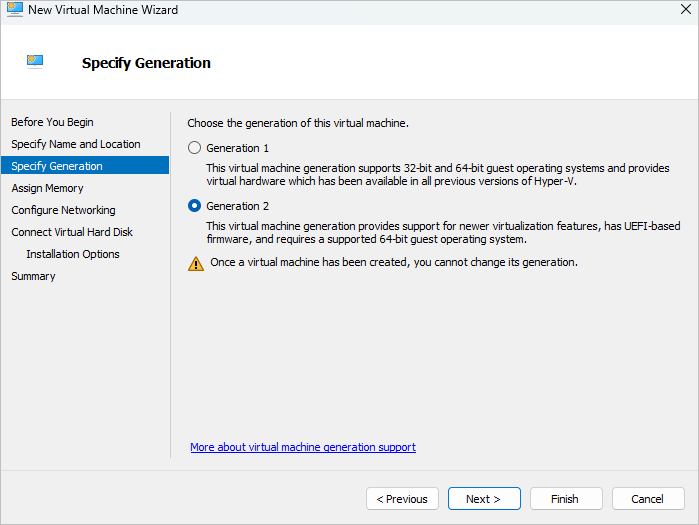 New Virtual Machine Wizard
Specify Generation
Before You Begin
Specify Name and Location
Specify Generation
Assign Memory
Configure Networking
Connect Virtual Hard Disk
Installation Options
Summary
Choose the generation of this virtual machine.
Generation 1
This virtual machine generation supports 32-bit and 64-bit guest operating systems and provides
virtual hardware which has been available in all previous versions of Hyper-V.
Generation 2
This virtual machine generation provides support for newer virtualization features, has UEFI-based
firmware, and requires a supported 64-bit guest operating system.
Once a virtual machine has been created, you cannot change its generation.
More about virtual machine generation support
< Previous
Next >
Finish
Cancel